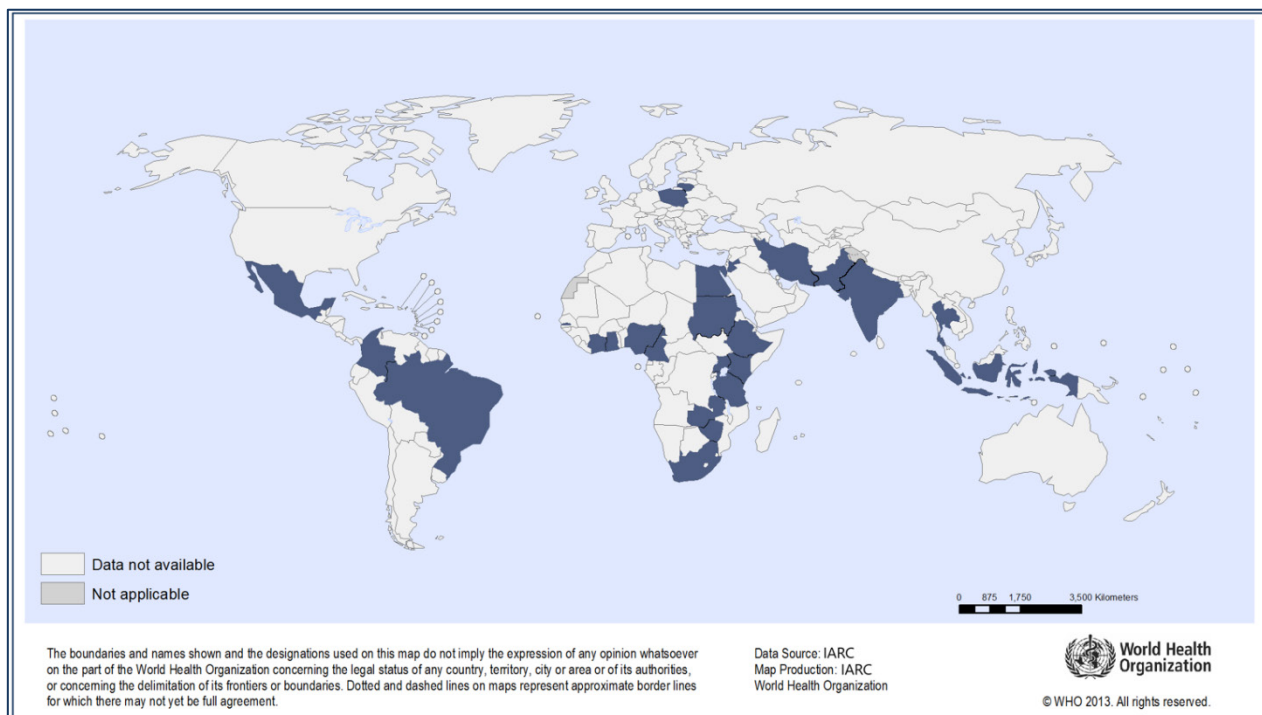 Data not available
Not applicable
0 875 1,750 3,500 Kilometers
The boundaries and names shown and the designations used on this map do not imply the expression of any opinion whatsoever
on the part of the World Health Organization concerning the legal status of any country, territory, city or area or of its authorities,
or concerning the delimitation of its frontiers or boundaries. Dotted and dashed lines on maps represent approximate border lines
for which there may not yet be full agreement.
Data Source: IARC
Map Production: IARC
World Health Organization
World Health
Organization
© WHO 2013. All rights reserved.